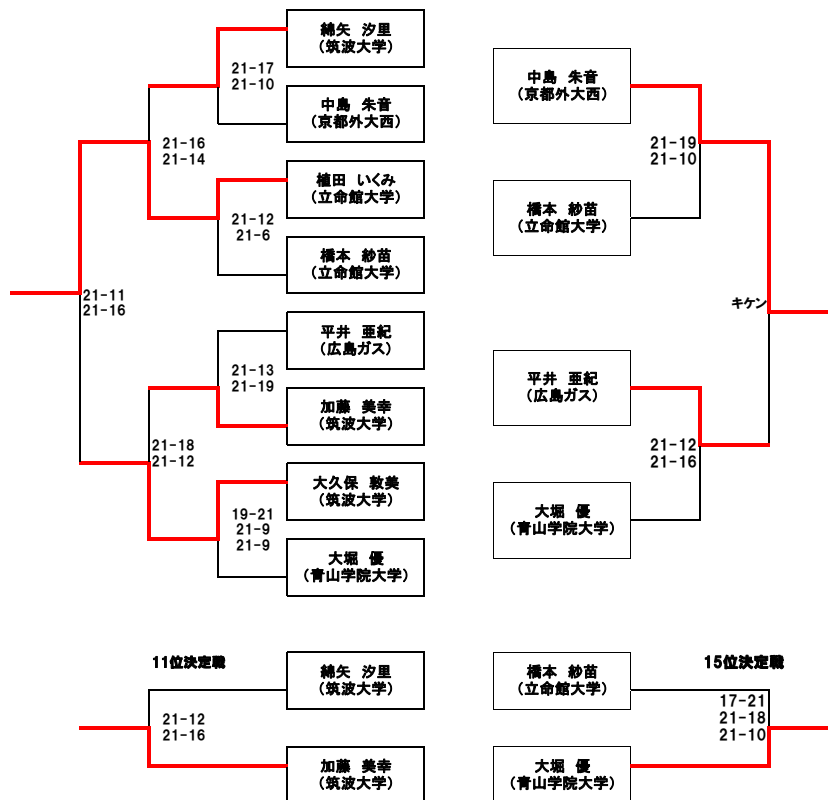 綿矢 汐里
(筑波大学)
21-17
21-10
中島 朱音
(京都外大西)
21-16
21-14
植田 いくみ
(立命館大学)
21-12
21-6
橋本 紗苗
(立命館大学)
21-11
21-16
平井 亜紀
(広島ガス)
21-13
21-19
加藤 美幸
(筑波大学)
21-18
21-12
大久保 敦美
(筑波大学)
19-21
21-9
21-9
大堀 優
(青山学院大学)
中島 朱音
(京都外大西)
21-19
21-10
橋本 紗苗
(立命館大学)
キケン
平井 亜紀
(広島ガス)
21-12
21-16
大堀 優
(青山学院大学)
11位決定戦
綿矢 汐里
(筑波大学)
21-12
21-16
加藤 美幸
(筑波大学)
15位決定戦
橋本 紗苗
(立命館大学)
17-21
21-18
21-10
大堀 優
(青山学院大学)